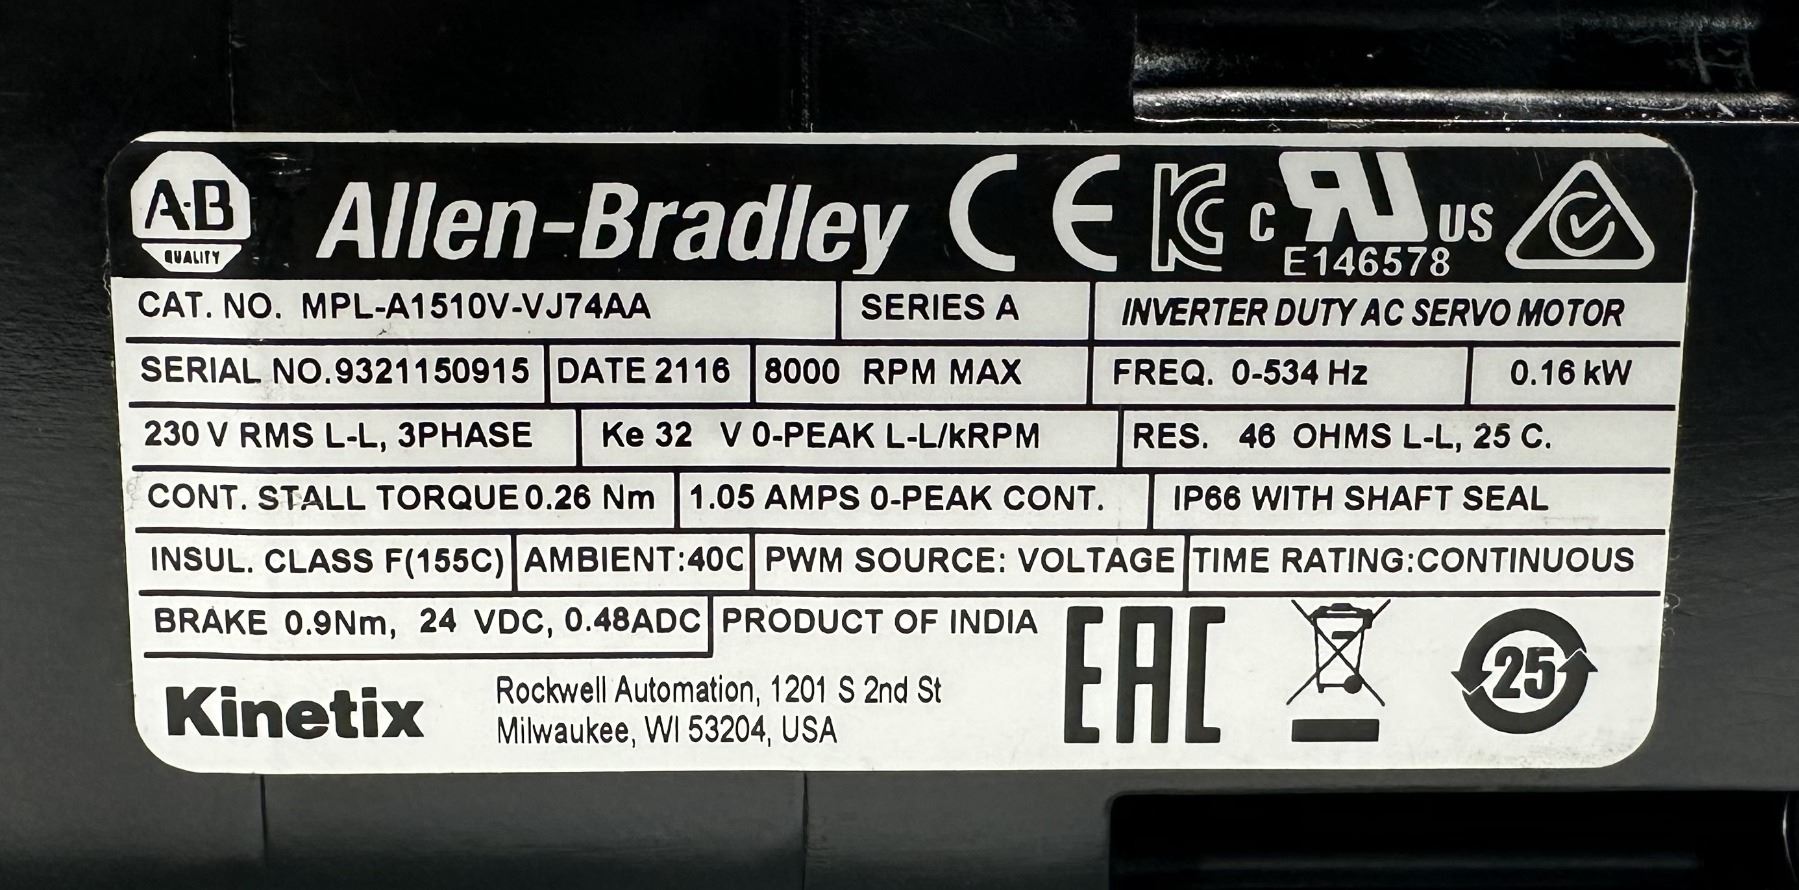 A·B QUALITY Allen-Bradley CE KC c RU US E146578
CAT. NO. MPL-A1510V-VJ74AA SERIES A INVERTER DUTY AC SERVO MOTOR
SERIAL NO.9321150915 DATE 2116 8000 RPM MAX FREQ. 0-534 Hz 0.16 kW
230 V RMS L-L, 3PHASE Ke 32 V 0-PEAK L-L/kRPM RES. 46 OHMS L-L, 25 C.
CONT. STALL TORQUE 0.26 Nm 1.05 AMPS 0-PEAK CONT. IP66 WITH SHAFT SEAL
INSUL. CLASS F(155C) AMBIENT:40C PWM SOURCE: VOLTAGE TIME RATING:CONTINUOUS
BRAKE 0.9Nm, 24 VDC, 0.48ADC PRODUCT OF INDIA
Kinetix
Rockwell Automation, 1201 S 2nd St
Milwaukee, WI 53204, USA
EAC
25